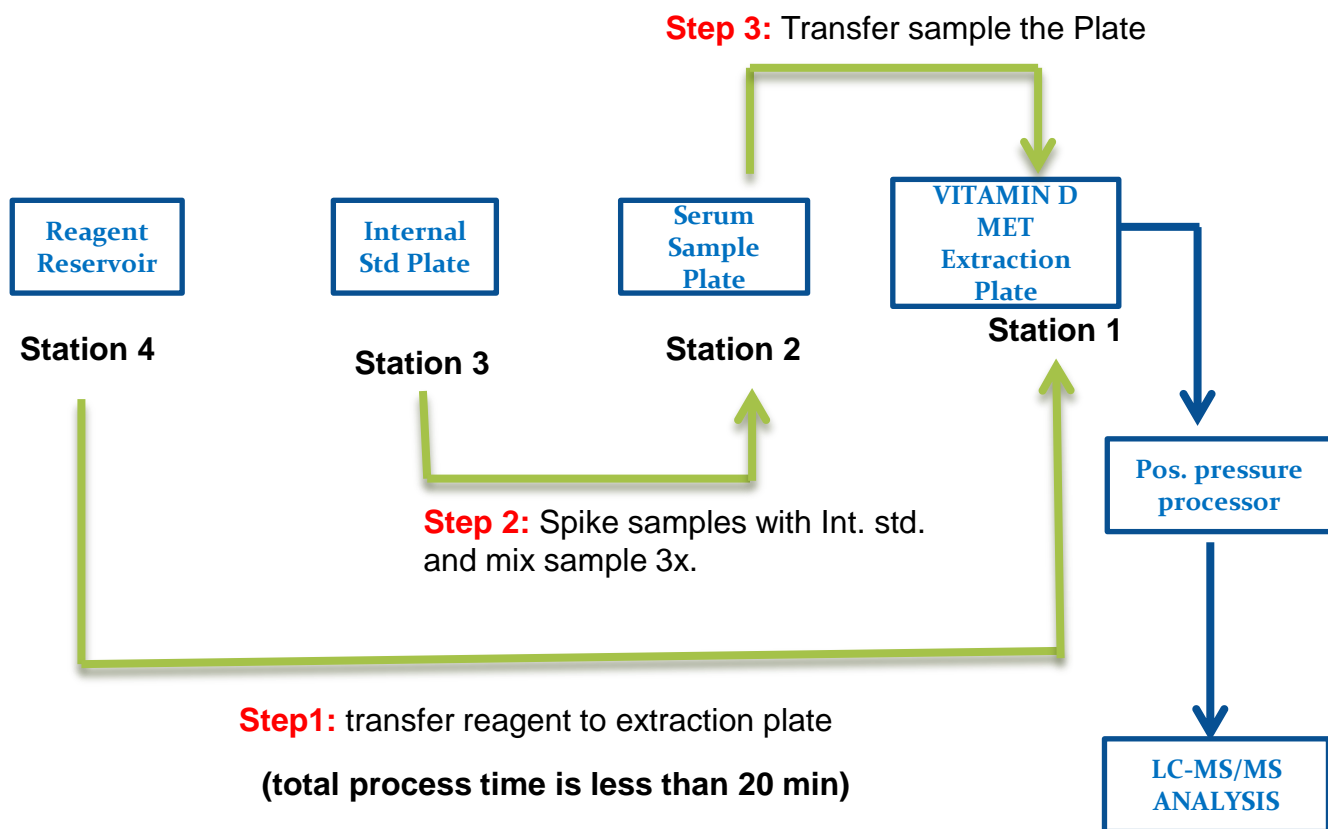 Step 3: Transfer sample the Plate
Reagent
Reservoir
Internal
Std Plate
Serum
Sample
Plate
VITAMIN D
MET
Extraction
Plate
Station 4
Station 3
Station 2
Station 1
Pos. pressure
processor
Step 2: Spike samples with Int. std.
and mix sample 3x.
Step1: transfer reagent to extraction plate
(total process time is less than 20 min)
LC-MS/MS
ANALYSIS